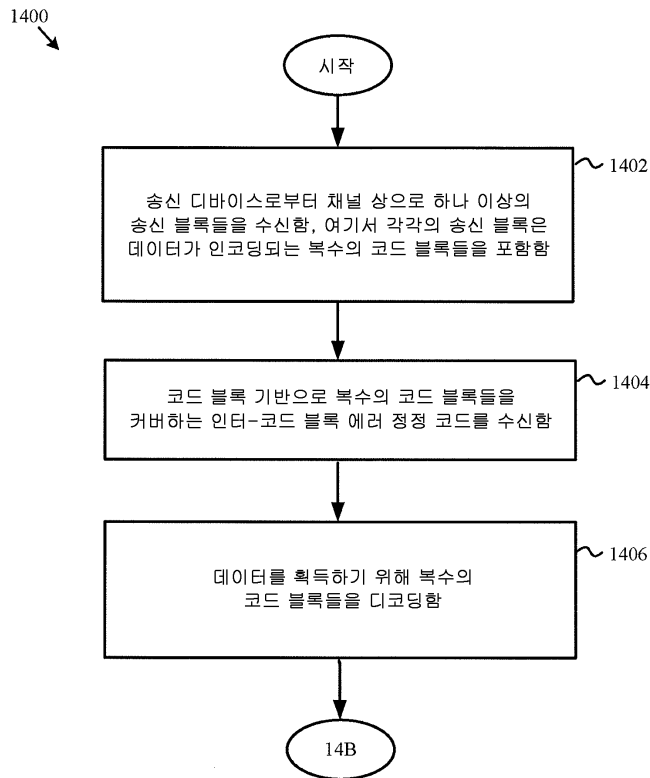 1400
시작
1402
송신 디바이스로부터 채널 상으로 하나 이상의
송신 블록들을 수신함, 여기서 각각의 송신 블록은
데이터가 인코딩되는 복수의 코드 블록들을 포함함
1404
코드 블록 기반으로 복수의 코드 블록들을
커버하는 인터-코드 블록 에러 정정 코드를 수신함
1406
데이터를 획득하기 위해 복수의
코드 블록들을 디코딩함
14B